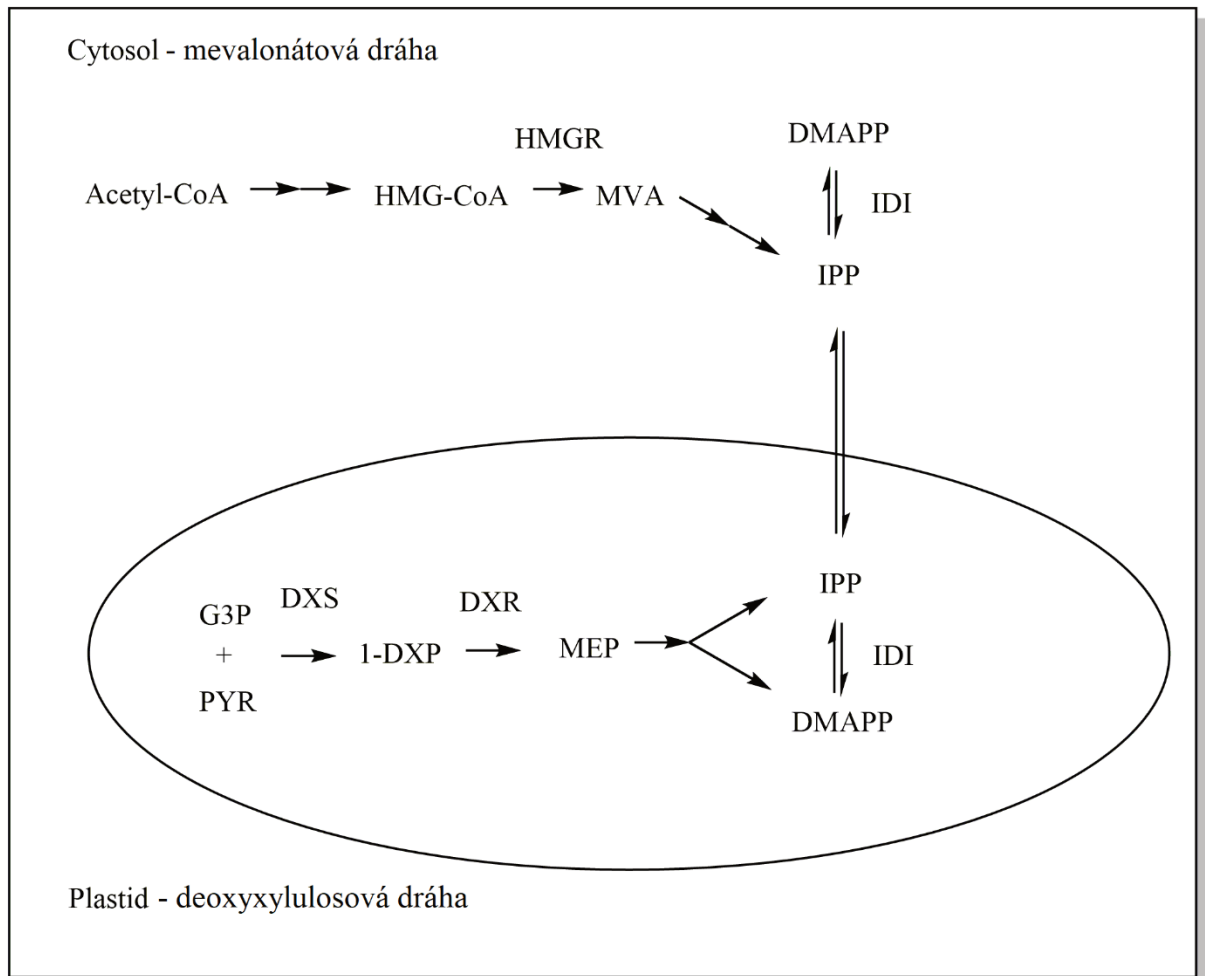 Cytosol - mevalonátová dráha
DMAPP
HMGR
Acetyl-CoA HMG-CoA MVA IDI
IPP
IPP
DXS DXR
G3P
+ 1-DXP MEP IDI
PYR
DMAPP
Plastid - deoxyxylulosová dráha